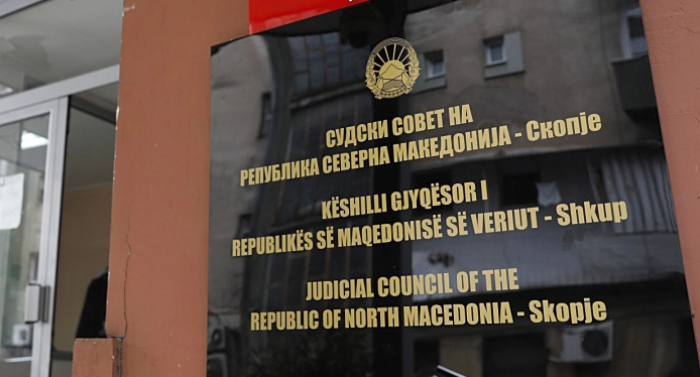 СУДСКИ СОВЕТ НА
РЕПУБЛИКА СЕВЕРНА МАКЕДОНИЈА - Скопје
KËSHILLI GJYQËSOR I
REPUBLIKËS SË MAQEDONISË SË VERIUT - Shkup
JUDICIAL COUNCIL OF THE
REPUBLIC OF NORTH MACEDONIA - Skopje